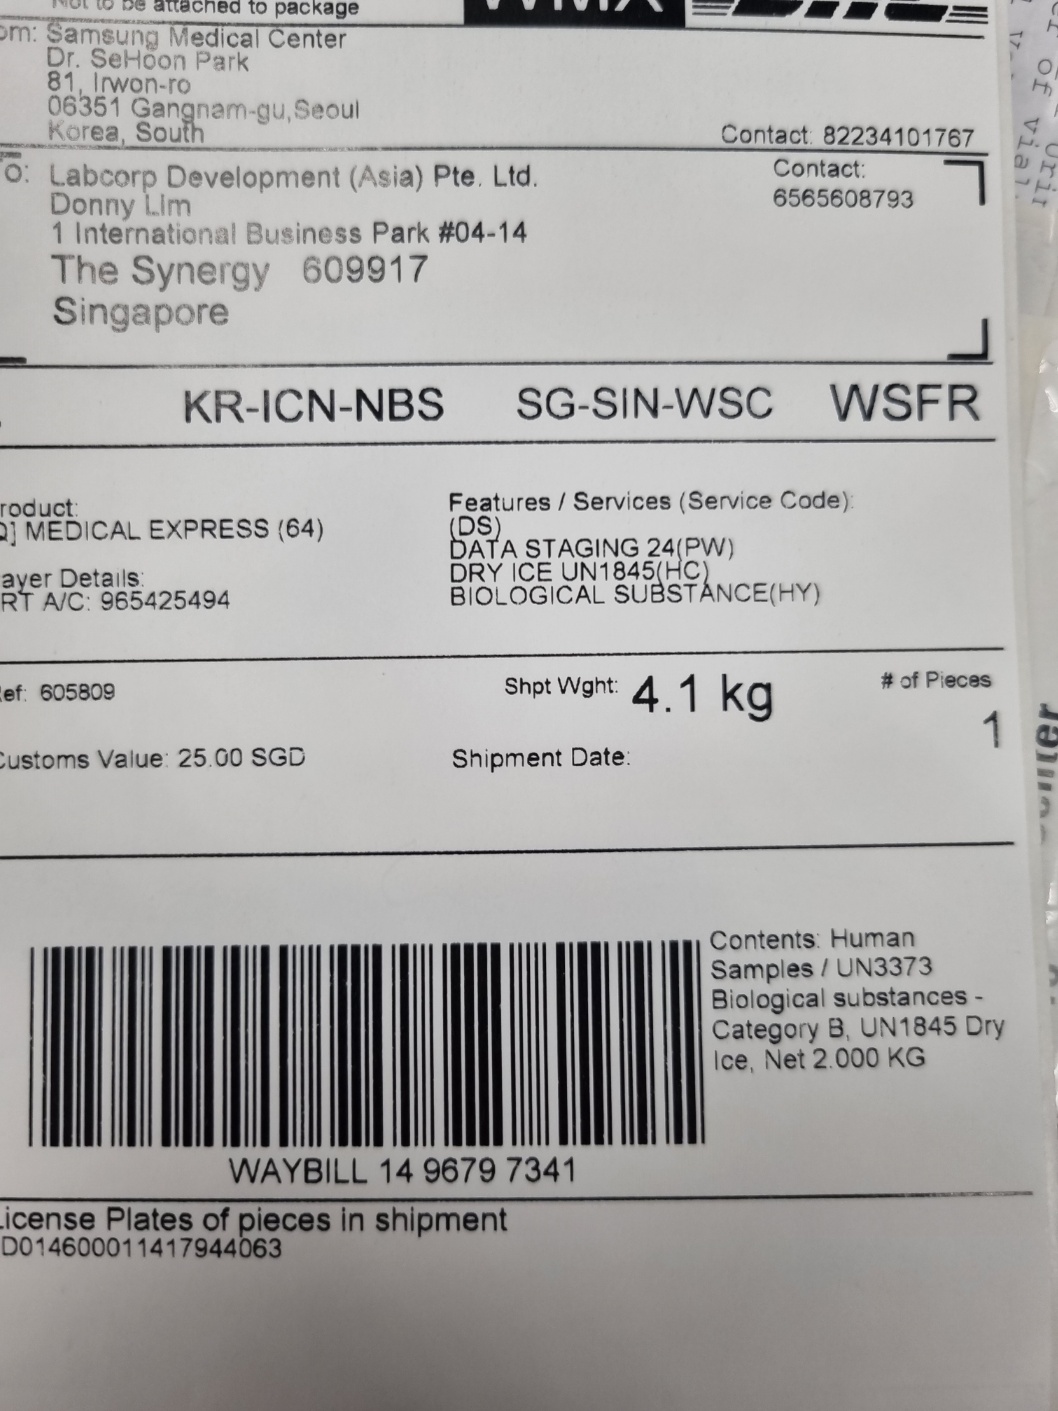 Not to be attached to package
WMX
om: Samsung Medical Center
Dr. SeHoon Park
81, Irwon-ro
06351 Gangnam-gu,Seoul
Korea, South
Contact: 82234101767
o: Labcorp Development (Asia) Pte. Ltd.
Donny Lim
1 International Business Park #04-14
The Synergy 609917
Singapore
Contact:
6565608793
KR-ICN-NBS SG-SIN-WSC WSFR
roduct:
Q] MEDICAL EXPRESS (64)
ayer Details:
RT A/C: 965425494
Features / Services (Service Code):
(DS)
DATA STAGING 24(PW)
DRY ICE UN1845(HC)
BIOLOGICAL SUBSTANCE(HY)
ef: 605809
Shpt Wght: 4.1 kg
# of Pieces
1
Customs Value: 25.00 SGD
Shipment Date:
Contents: Human
Samples / UN3373
Biological substances -
Category B, UN1845 Dry
Ice, Net 2.000 KG
WAYBILL 14 9679 7341
License Plates of pieces in shipment
D014600011417944063